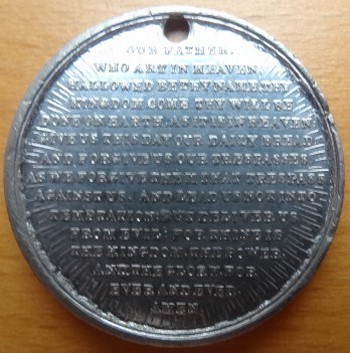 OUR FATHER.
WHO ART IN HEAVEN,
HALLOWED BE THY NAME THY
KINGDOM COME THY WILL BE
DONE ON EARTH, AS IT IS IN HEAVEN
GIVE US THIS DAY OUR DAILY BREAD
AND FORGIVE US OUR TRESPASSES
AS WE FORGIVE THEM THAT TRESPASS
AGAINST US. AND LEAD US NOT INTO
TEMPTATION. BUT DELIVER US
FROM EVIL: FOR THINE IS
THE KINGDOM. THE POWER.
AND THE GLORY. FOR
EVER AND EVER.
AMEN.